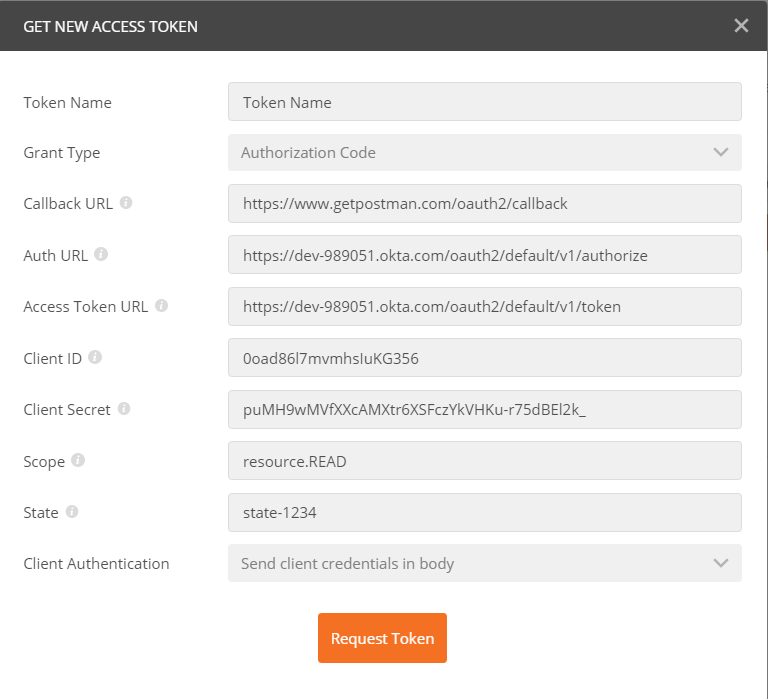 GET NEW ACCESS TOKEN
Token Name Token Name
Grant Type Authorization Code
Callback URL https://www.getpostman.com/oauth2/callback
Auth URL https://dev-989051.okta.com/oauth2/default/v1/authorize
Access Token URL https://dev-989051.okta.com/oauth2/default/v1/token
Client ID 0oad86l7mvmhsIuKG356
Client Secret puMH9wMVfXXcAMXtr6XSFczYkVHKu-r75dBEl2k_
Scope resource.READ
State state-1234
Client Authentication Send client credentials in body
Request Token